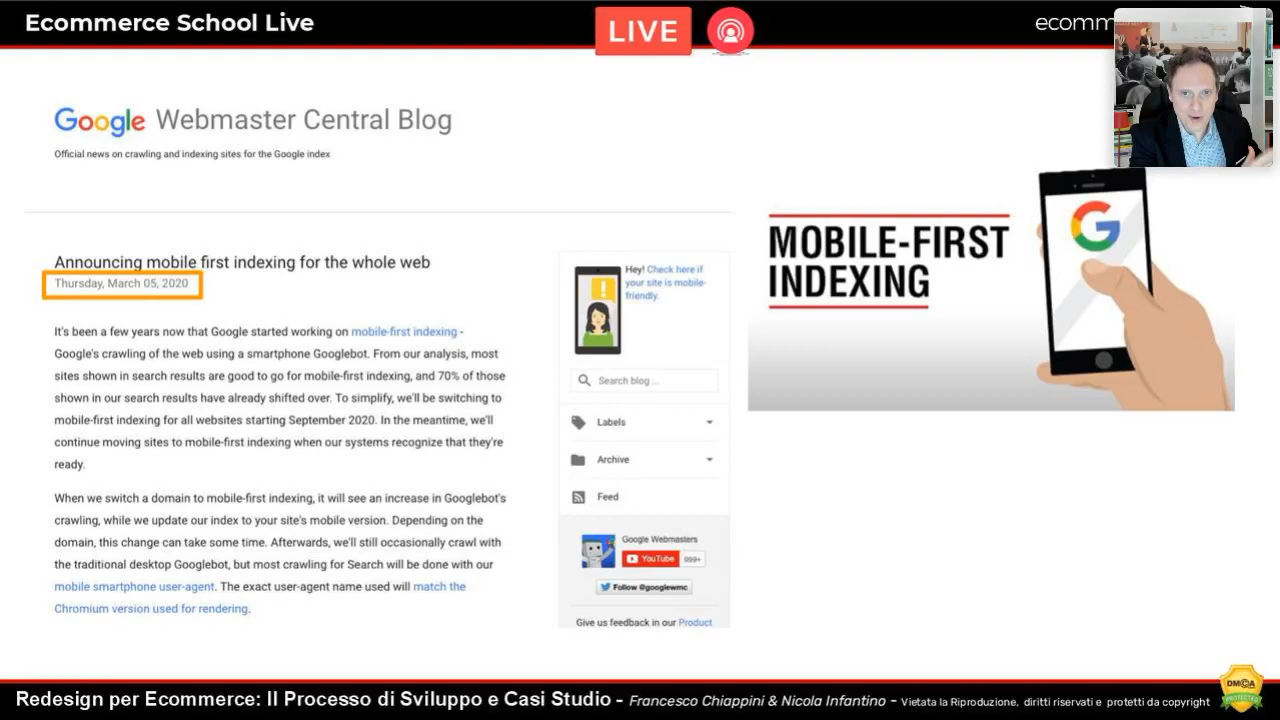 Ecommerce School Live
LIVE
ecomm
Google Webmaster Central Blog
Official news on crawling and indexing sites for the Google index
Announcing mobile first indexing for the whole web
Thursday, March 05, 2020
It's been a few years now that Google started working on mobile-first indexing -
Google's crawling of the web using a smartphone Googlebot. From our analysis, most
sites shown in search results are good to go for mobile-first indexing, and 70% of those
shown in our search results have already shifted over. To simplify, we'll be switching to
mobile-first indexing for all websites starting September 2020. In the meantime, we'll
continue moving sites to mobile-first indexing when our systems recognize that they're
ready.
When we switch a domain to mobile-first indexing, it will see an increase in Googlebot's
crawling, while we update our index to your site's mobile version. Depending on the
domain, this change can take some time. Afterwards, we'll still occasionally crawl with
the traditional desktop Googlebot, but most crawling for Search will be done with our
mobile smartphone user-agent. The exact user-agent name used will match the
Chromium version used for rendering.
Hey! Check here if
your site is mobile-
friendly.
Search blog ...
Labels
Archive
Feed
Google Webmasters
YouTube 999+
Follow @googlewmc
Give us feedback in our Product
MOBILE-FIRST
INDEXING
G
Redesign per Ecommerce: Il Processo di Sviluppo e Casi Studio - Francesco Chiappini & Nicola Infantino - Vietata la Riproduzione, diritti riservati e protetti da copyright
DMCA
PROTECTED